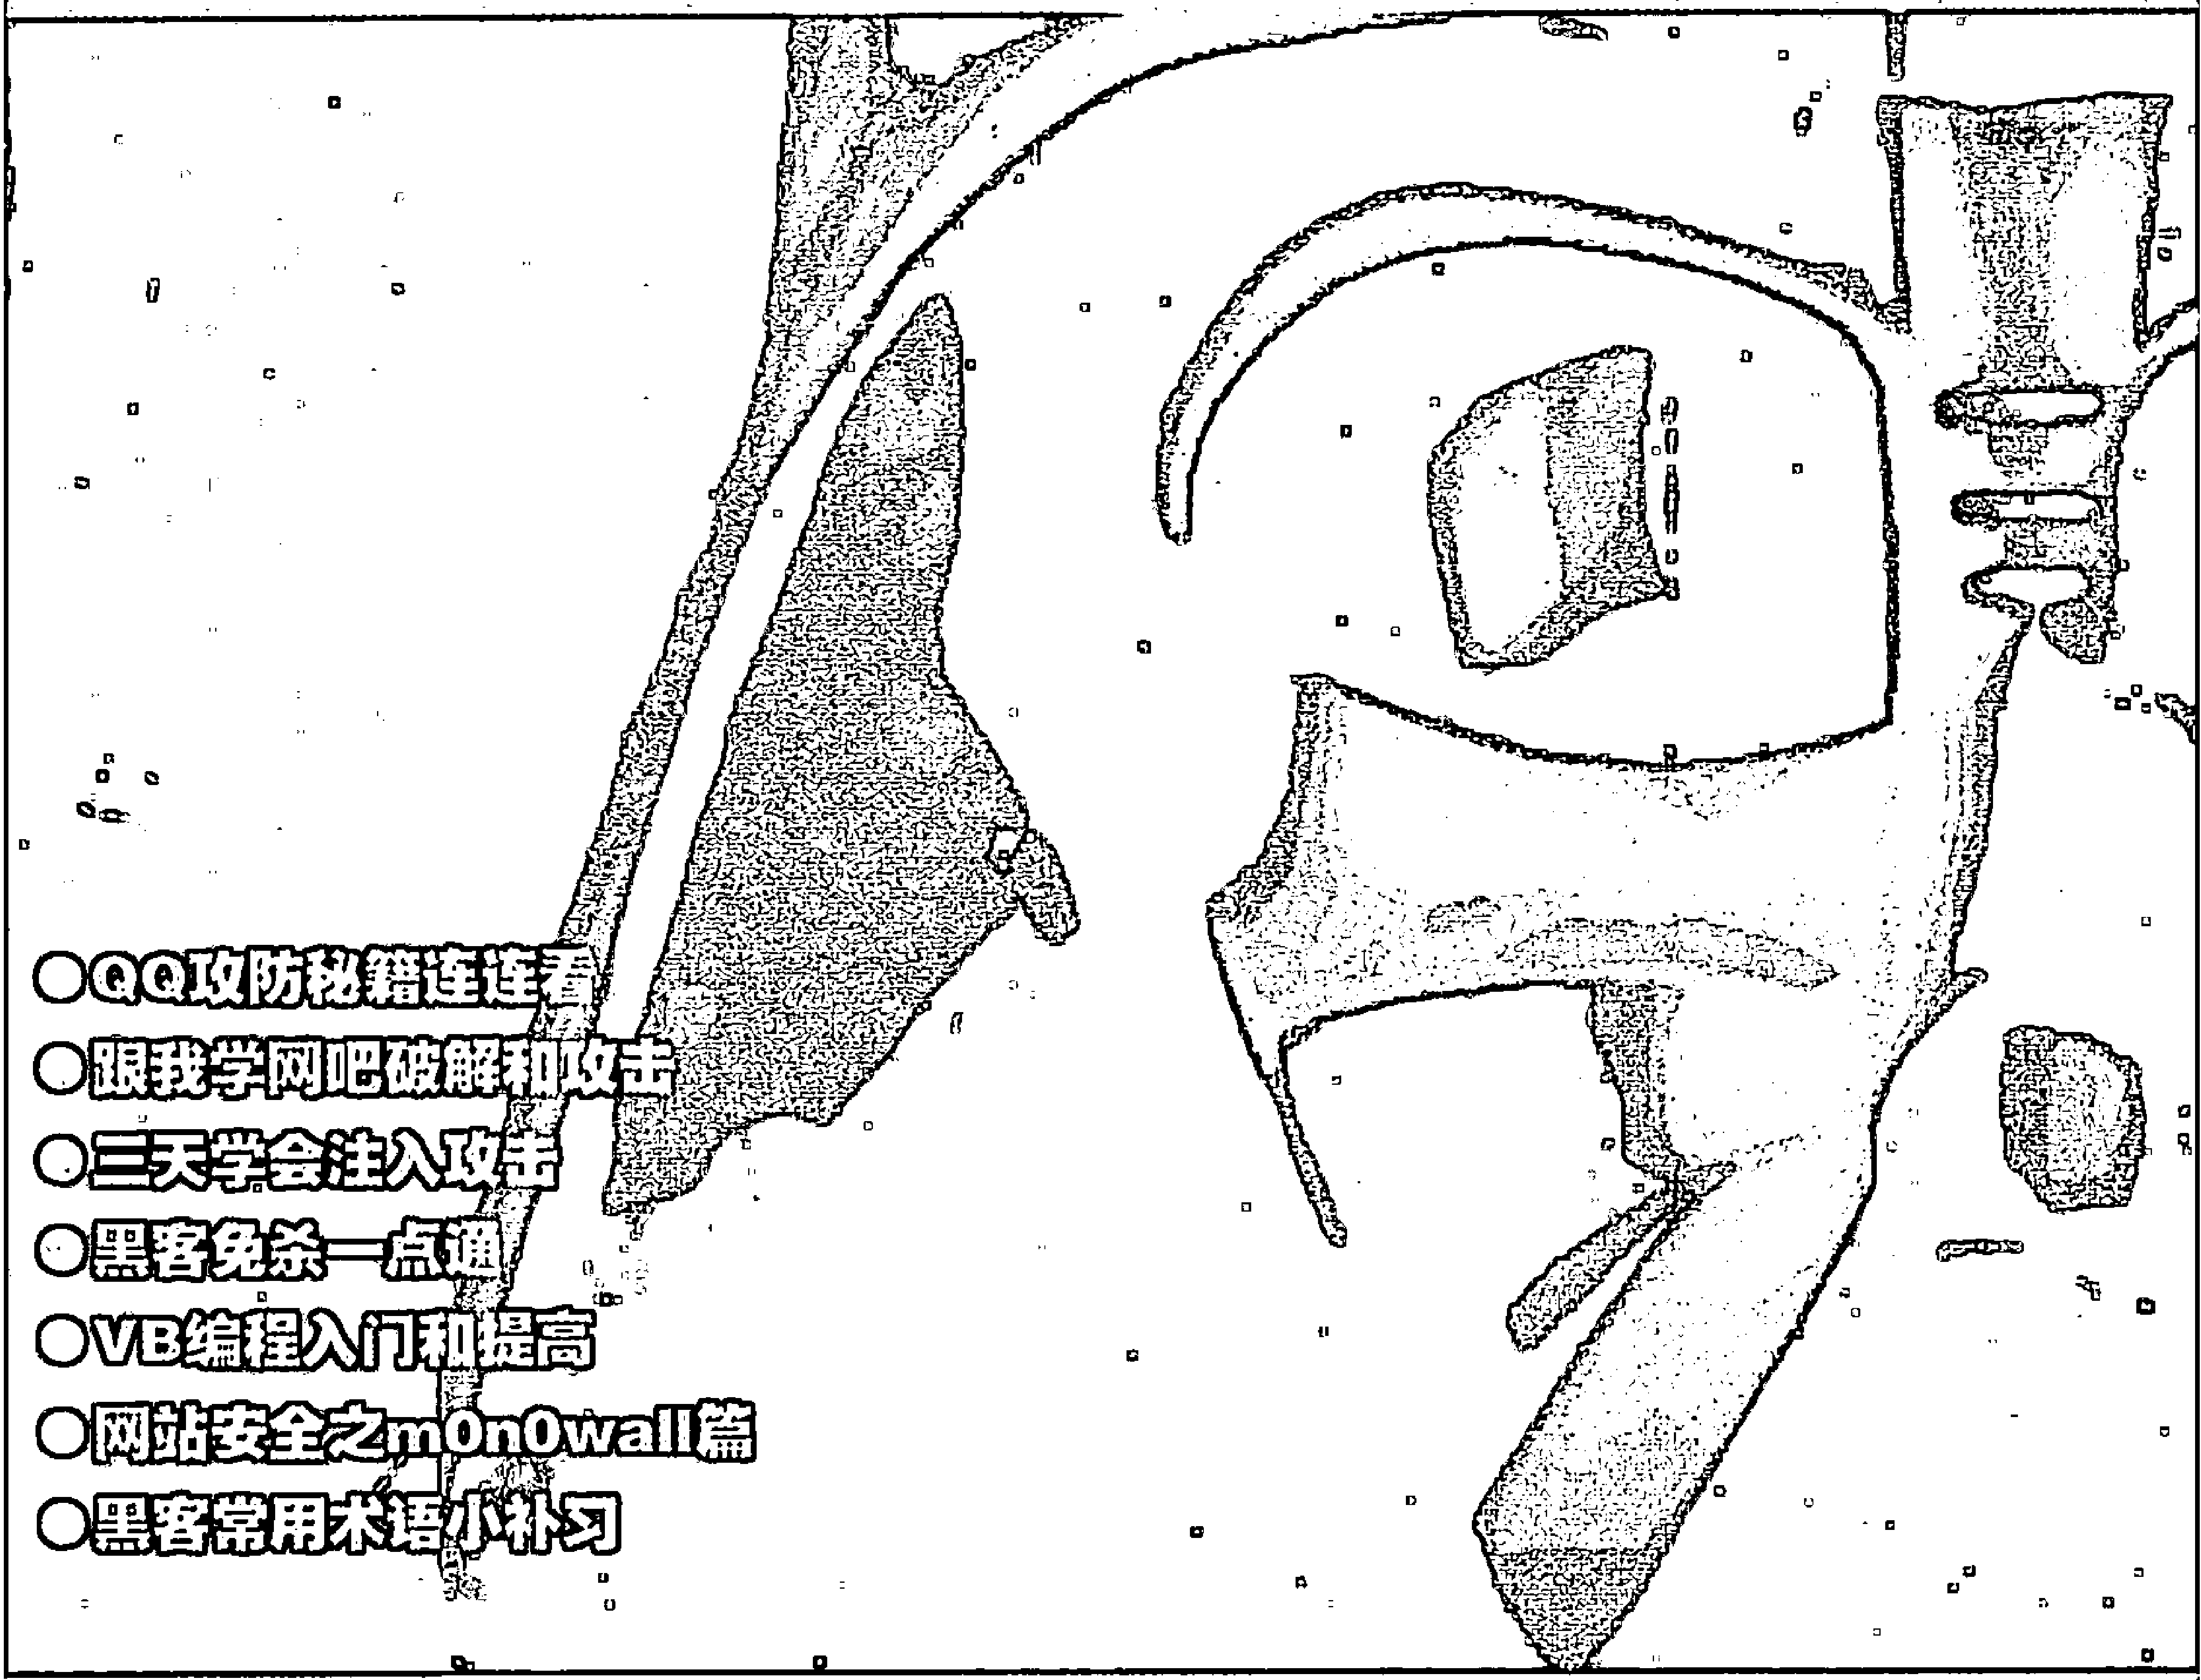 ○QQ攻防秘籍连连看
○跟我学网吧破解和攻击
○三天学会注入攻击
○黑客免杀一点通
○VB编程入门和提高
○网站安全之m0n0wall篇
○黑客常用术语小补习